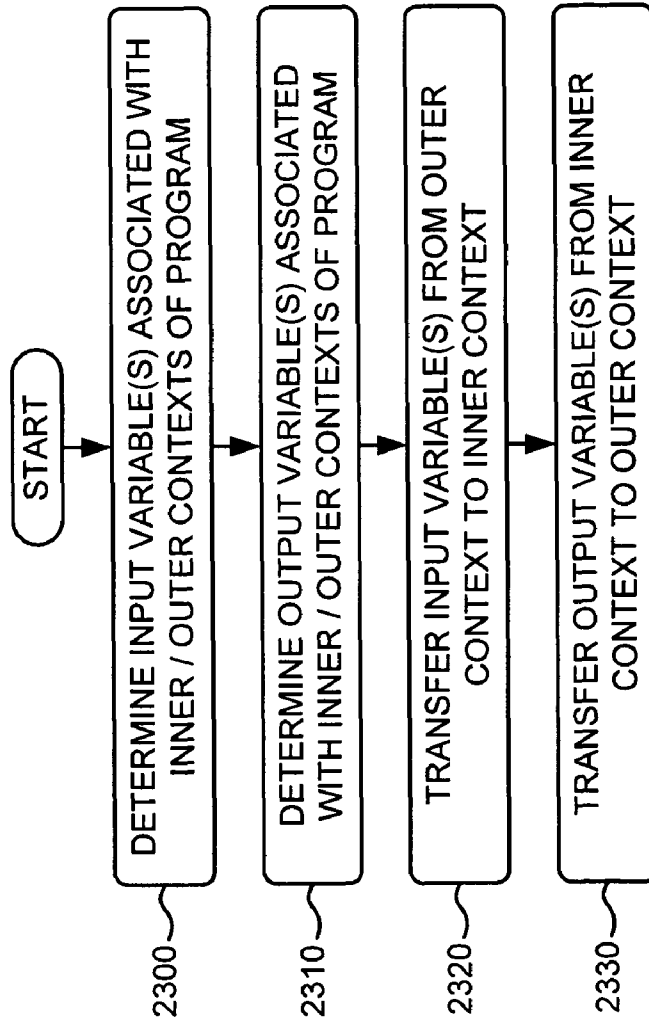 START
2300
DETERMINE INPUT VARIABLE(S) ASSOCIATED WITH
INNER / OUTER CONTEXTS OF PROGRAM
2310
DETERMINE OUTPUT VARIABLE(S) ASSOCIATED
WITH INNER / OUTER CONTEXTS OF PROGRAM
2320
TRANSFER INPUT VARIABLE(S) FROM OUTER
CONTEXT TO INNER CONTEXT
2330
TRANSFER OUTPUT VARIABLE(S) FROM INNER
CONTEXT TO OUTER CONTEXT